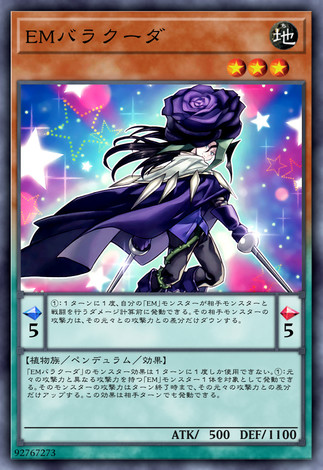 EMバラクーダ
地
①:1ターンに1度、自分の「EM」モンスターが相手モンスターと
戦闘を行うダメージ計算前に発動できる。その相手モンスターの
攻撃力は、その元々の攻撃力との差分だけダウンする。
5
5
【植物族/ペンデュラム/効果】
「EMバラクーダ」のモンスター効果は1ターンに1度しか使用できない。①:元
々の攻撃力と異なる攻撃力を持つ「EM」モンスター1体を対象として発動でき
る。そのモンスターの攻撃力はターン終了時まで、その元々の攻撃力との差分
だけアップする。この効果は相手ターンでも発動できる。
ATK/ 500 DEF/1100
92767273